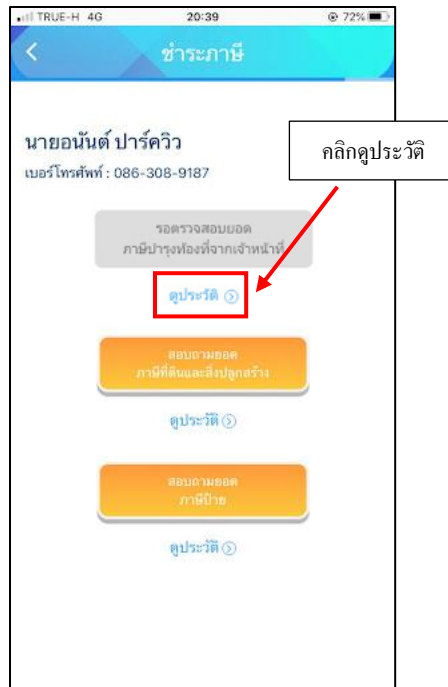 TRUE-H 4G 20:39 72%
ชำระภาษี
นายอนันต์ ปาร์ควิว
เบอร์โทรศัพท์ : 086-308-9187
คลิกดูประวัติ
รอตรวจสอบยอด
ภาษีบำรุงท้องที่จากเจ้าหน้าที่
ดูประวัติ
สอบถามยอด
ภาษีที่ดินและสิ่งปลูกสร้าง
ดูประวัติ
สอบถามยอด
ภาษีป้าย
ดูประวัติ